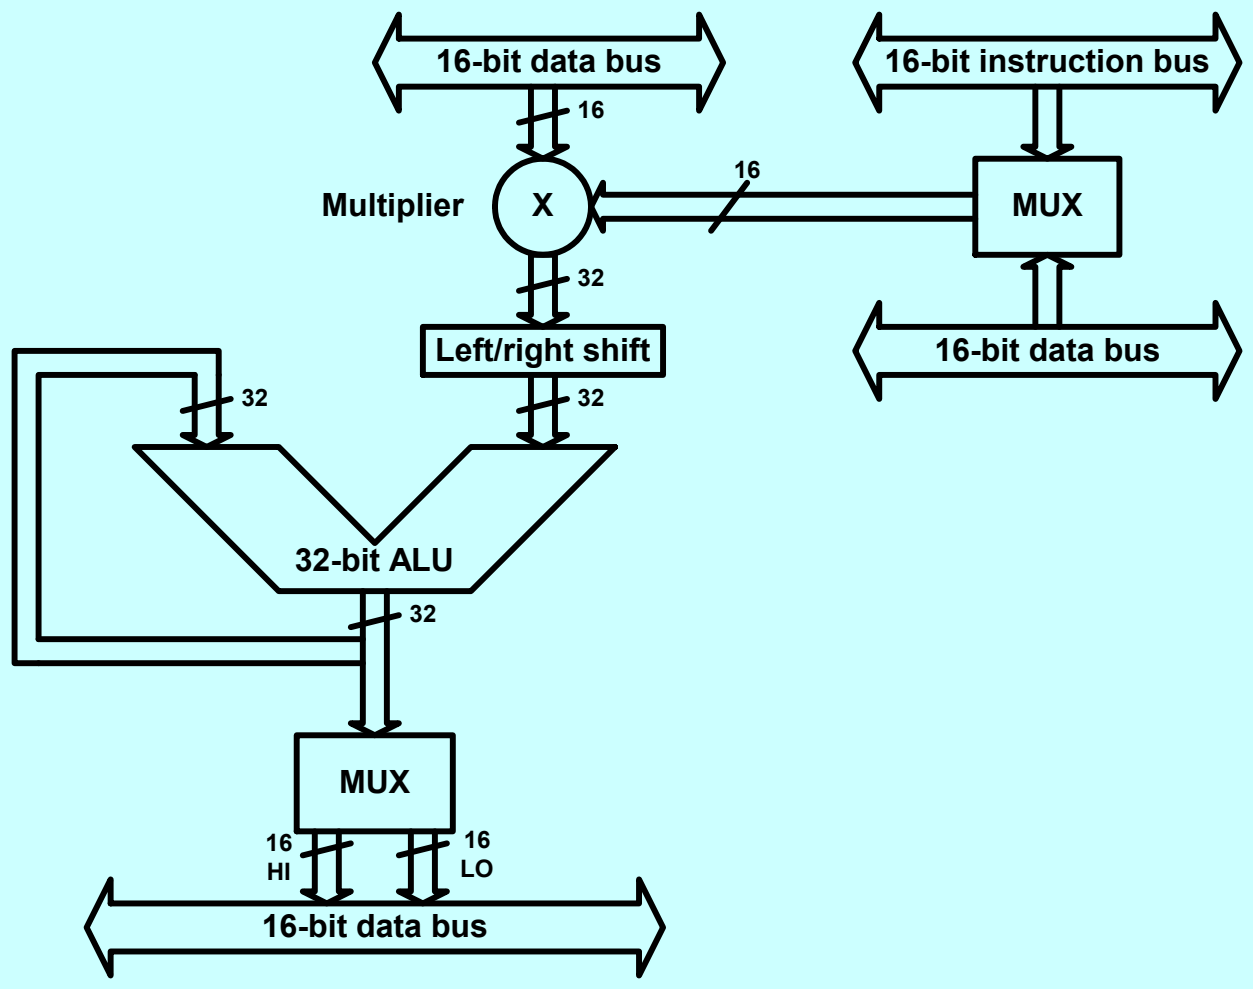 16-bit data bus
16-bit instruction bus
16
16
Multiplier
X
MUX
32
Left/right shift
16-bit data bus
32
32
32-bit ALU
32
MUX
16
HI
16
LO
16-bit data bus